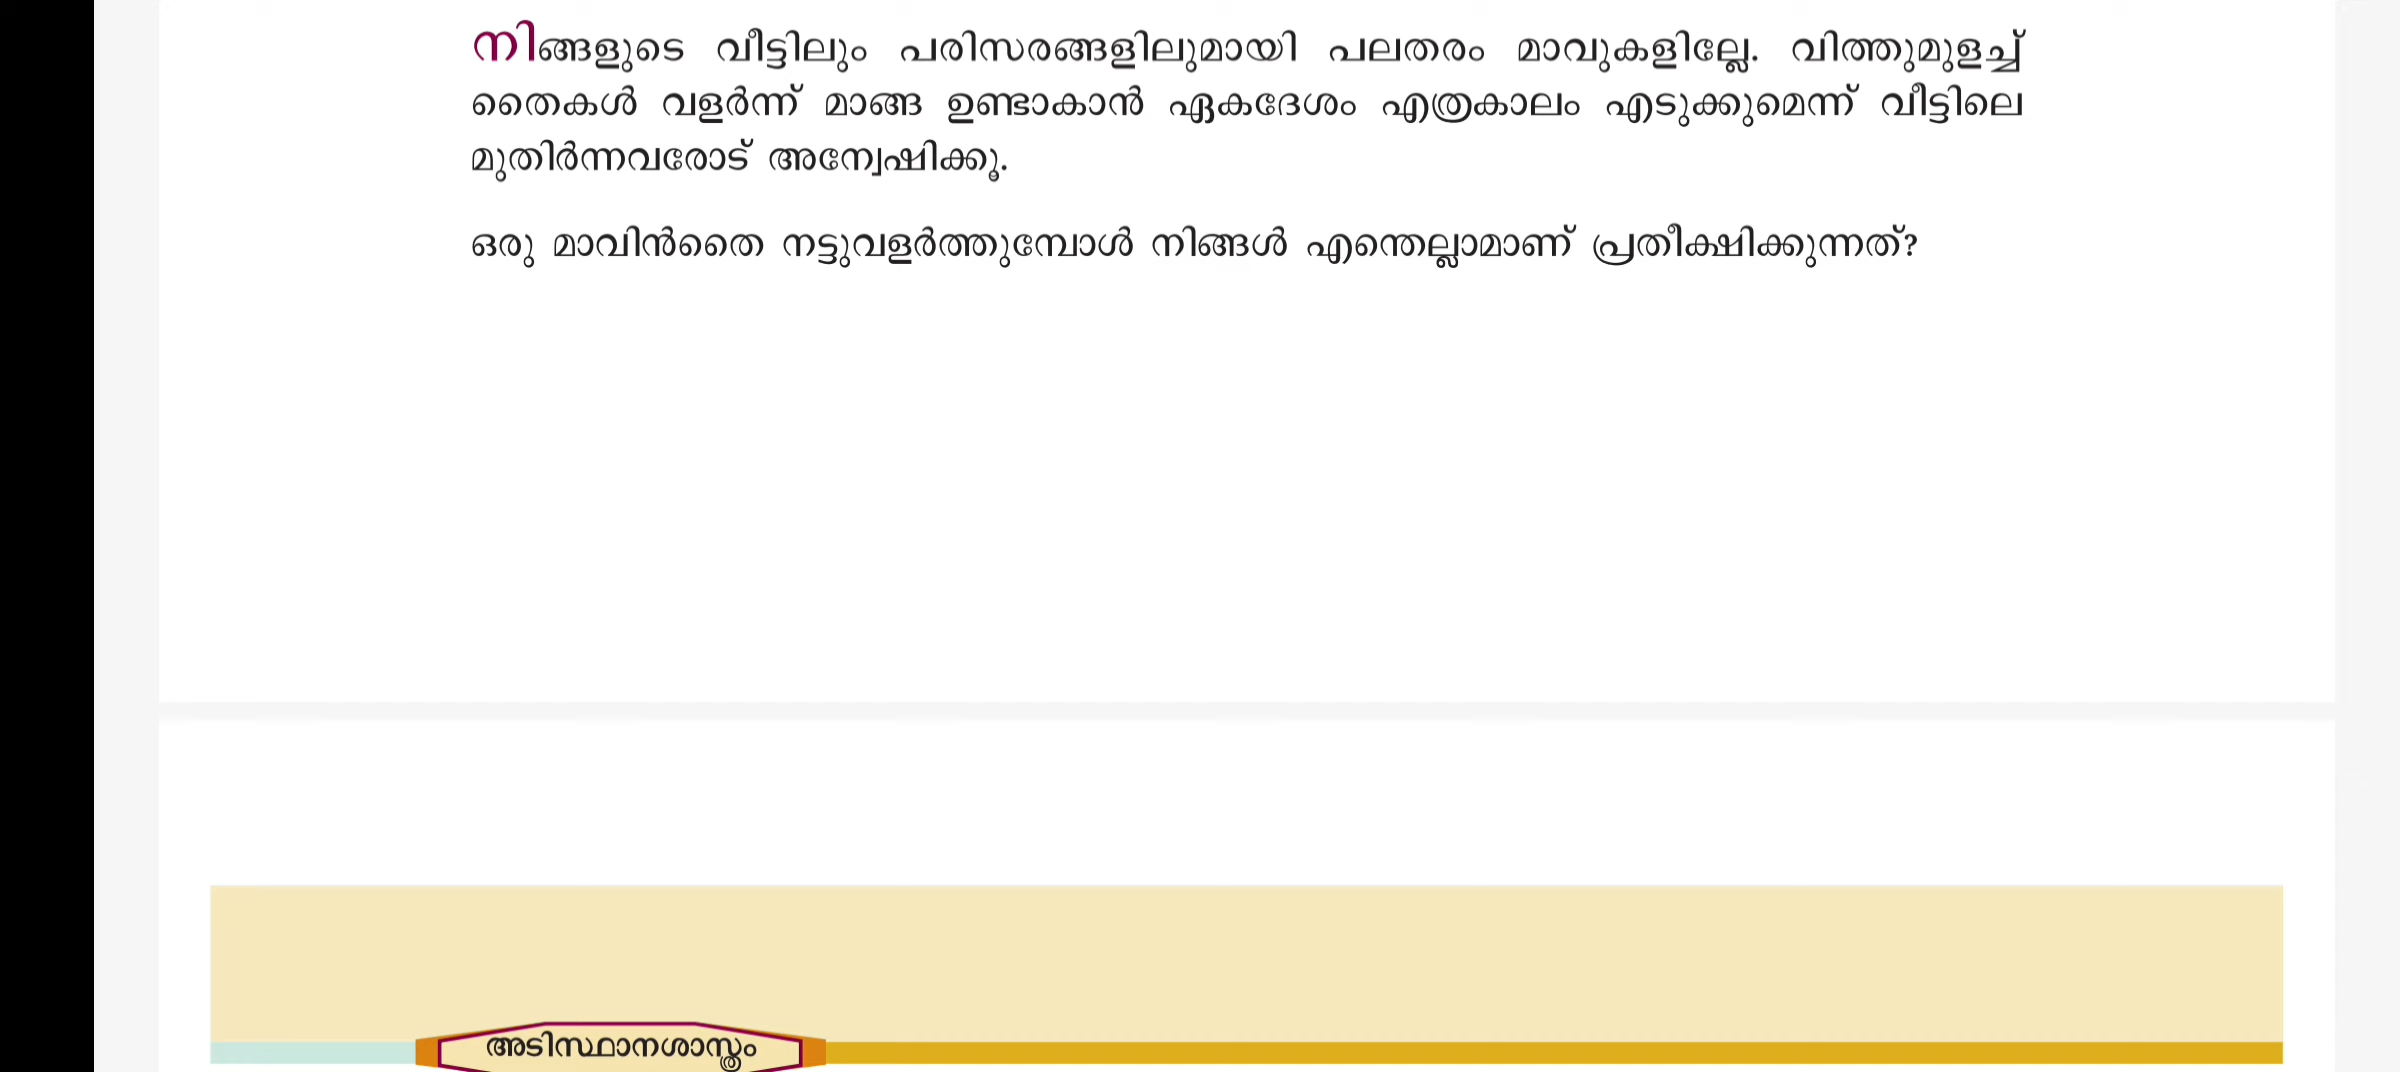 നിങ്ങളുടെ വീട്ടിലും പരിസരങ്ങളിലുമായി പലതരം മാവുകളില്ലേ. വിത്തുമുളച്ച്
തൈകൾ വളർന്ന് മാങ്ങ ഉണ്ടാകാൻ ഏകദേശം എത്രകാലം എടുക്കുമെന്ന് വീട്ടിലെ
മുതിർന്നവരോട് അന്വേഷിക്കൂ.
ഒരു മാവിൻതൈ നട്ടുവളർത്തുമ്പോൾ നിങ്ങൾ എന്തെല്ലാമാണ് പ്രതീക്ഷിക്കുന്നത്?
അടിസ്ഥാനശാസ്ത്രം